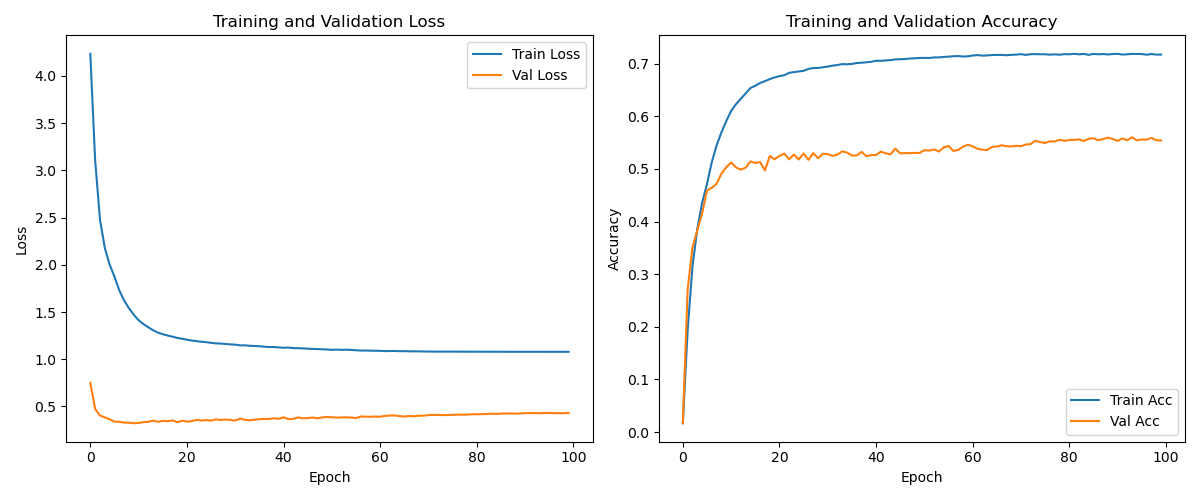 Training and Validation Loss
Train Loss
Val Loss
4.0
3.5
3.0
2.5
2.0
1.5
1.0
0.5
Loss
0 20 40 60 80 100
Epoch
Training and Validation Accuracy
0.7
0.6
0.5
0.4
0.3
0.2
0.1
0.0
Accuracy
Train Acc
Val Acc
0 20 40 60 80 100
Epoch